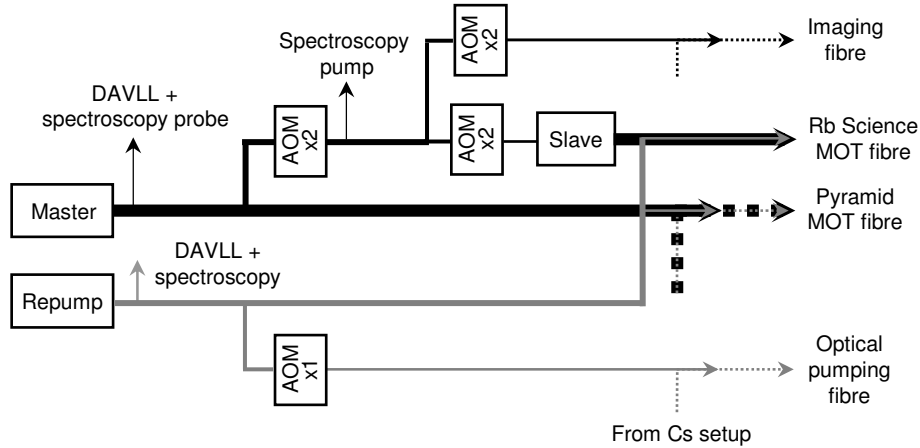 Imaging
fibre
Spectroscopy
pump
AOM
x2
DAVLL +
spectroscopy probe
AOM
x2
AOM
x2
Slave
Rb Science
MOT fibre
Master
Pyramid
MOT fibre
DAVLL +
spectroscopy
Repump
AOM
x1
Optical
pumping
fibre
From Cs setup